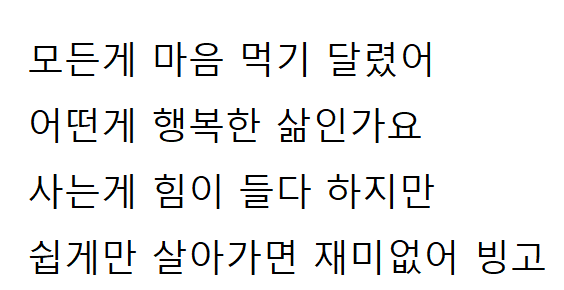 모든게 마음 먹기 달렸어
어떤게 행복한 삶인가요
사는게 힘이 들다 하지만
쉽게만 살아가면 재미없어 빙고